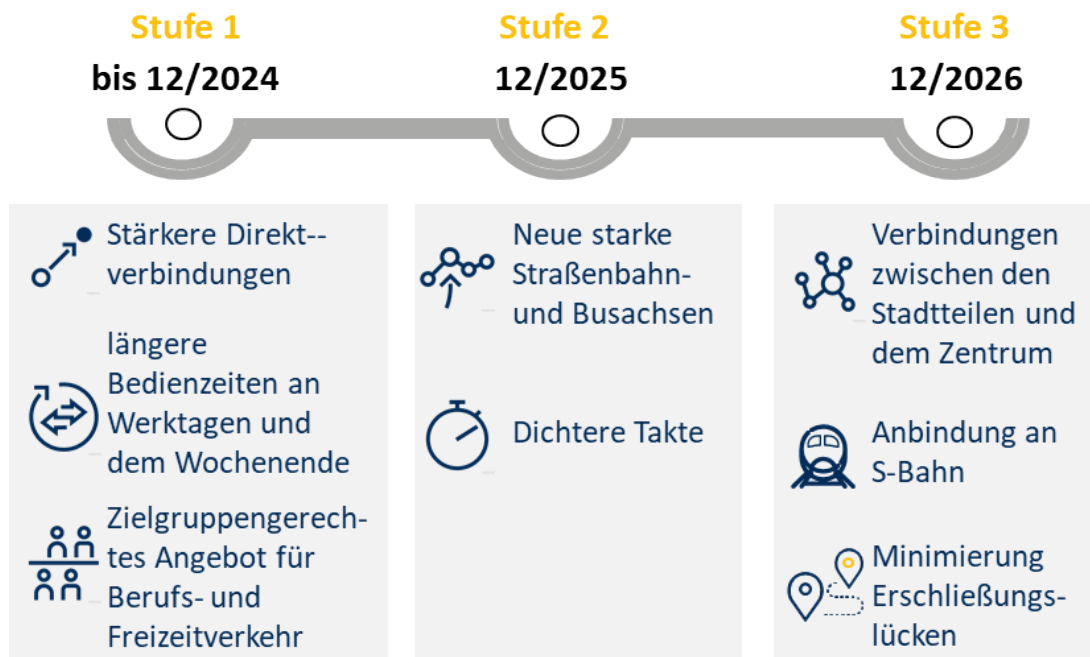 Stufe 1
bis 12/2024
Stufe 2
12/2025
Stufe 3
12/2026
Stärkere Direkt--
verbindungen
längere
Bedienzeiten an
Werktagen und
dem Wochenende
Zielgruppengerech-
tes Angebot für
Berufs- und
Freizeitverkehr
Neue starke
Straßenbahn-
und Busachsen
Dichtere Takte
Verbindungen
zwischen den
Stadtteilen und
dem Zentrum
Anbindung an
S-Bahn
Minimierung
Erschließungs-
lücken